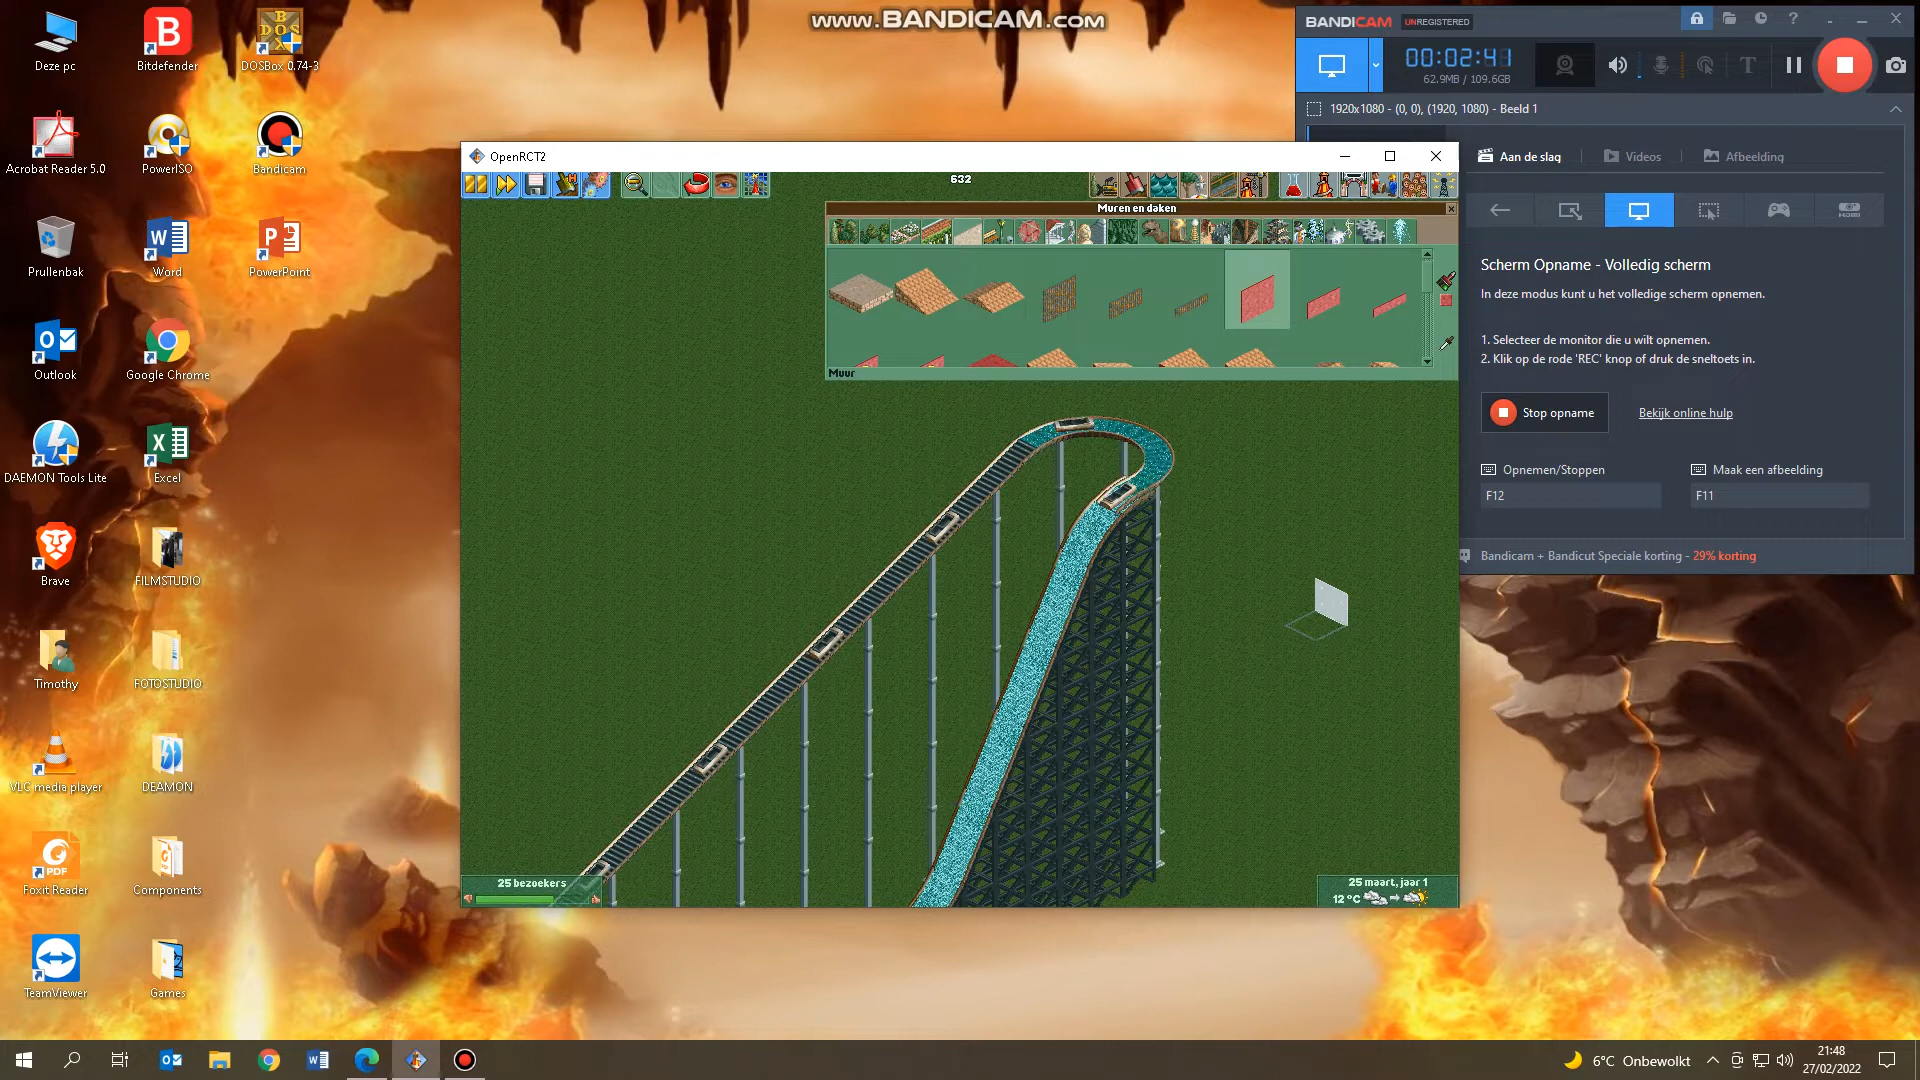 www.BANDICAM.com
Deze pc
Bitdefender
DOSBox 0.74-3
Acrobat Reader 5.0
PowerISO
Bandicam
Prullenbak
Word
PowerPoint
Outlook
Google Chrome
DAEMON Tools Lite
Excel
Brave
FILMSTUDIO
Timothy
FOTOSTUDIO
VLC media player
DEAMON
Foxit Reader
Components
TeamViewer
Games
OpenRCT2
632
Muren en daken
Muur
25 bezoekers
25 maart, jaar 1
12 °C
BANDICAM UNREGISTERED
00:02:41
62.9MB / 109.6GB
1920x1080 - (0, 0), (1920, 1080) - Beeld 1
Aan de slag
Videos
Afbeelding
HDMI
Scherm Opname - Volledig scherm
In deze modus kunt u het volledige scherm opnemen.
1. Selecteer de monitor die u wilt opnemen.
2. Klik op de rode 'REC' knop of druk de sneltoets in.
Stop opname
Bekijk online hulp
Opnemen/Stoppen
Maak een afbeelding
F12
F11
Bandicam + Bandicut Speciale korting - 29% korting
6°C Onbewolkt
21:48
27/02/2022